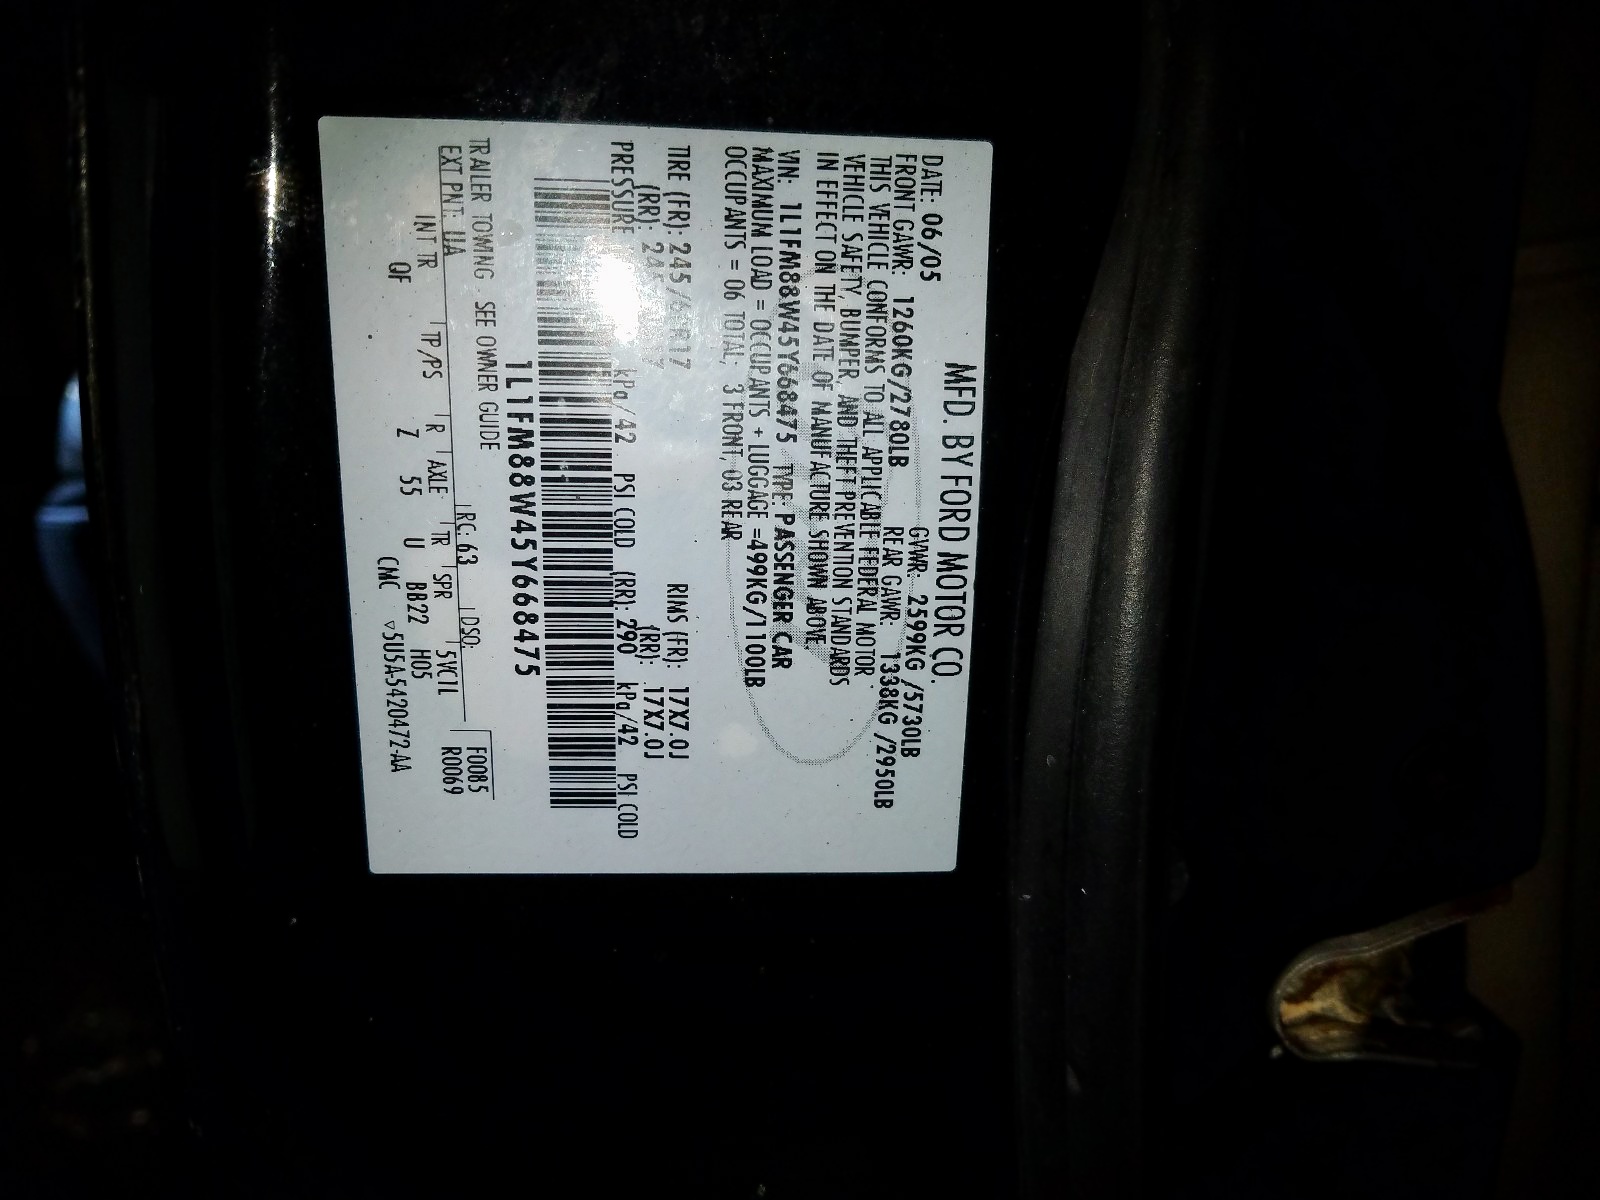 MFD. BY FORD MOTOR CO.
DATE: 06/05 GVWR: 2599KG /5730LB
FRONT GAWR: 1260KG/2780LB REAR GAWR: 1338KG /2950LB
THIS VEHICLE CONFORMS TO ALL APPLICABLE FEDERAL MOTOR
VEHICLE SAFETY, BUMPER, AND THEFT PREVENTION STANDARDS
IN EFFECT ON THE DATE OF MANUFACTURE SHOWN ABOVE.
VIN: 1L1FM88W45Y668475 TYPE: PASSENGER CAR
MAXIMUM LOAD = OCCUPANTS + LUGGAGE =499KG/1100LB
OCCUPANTS = 06 TOTAL, 3 FRONT, 03 REAR
TIRE (FR): RIMS (FR): 17X7.0J
(RR): (RR): 17X7.0J
PRESSURE kPa/42 PSI COLD (RR): 290 kPa/42 PSI COLD
1L1FM88W45Y668475
TRAILER TOWING - SEE OWNER GUIDE
F0085
EXT PNT: UA RC: 63 DSO: R0069
INT TR TP/PS R AXLE TR SPR 5VC1L
QF Z 55 U BB22 H05
CMC ▽5U5A-5420472-AA